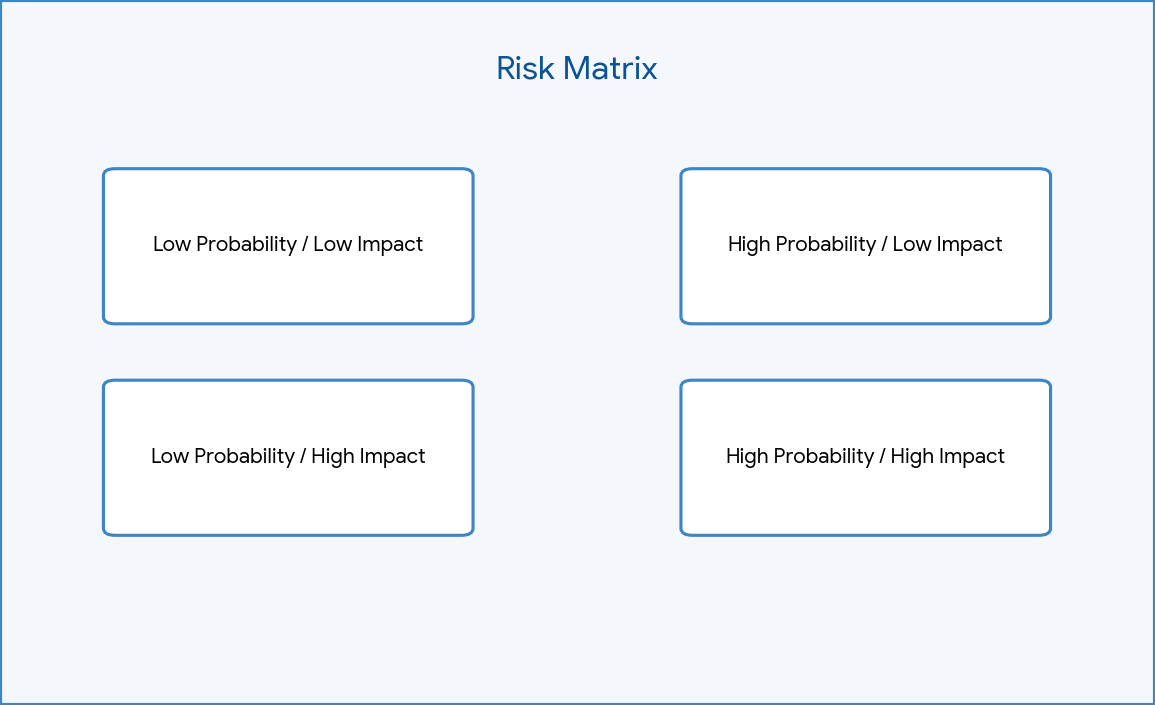 Risk Matrix
Low Probability / Low Impact
High Probability / Low Impact
Low Probability / High Impact
High Probability / High Impact